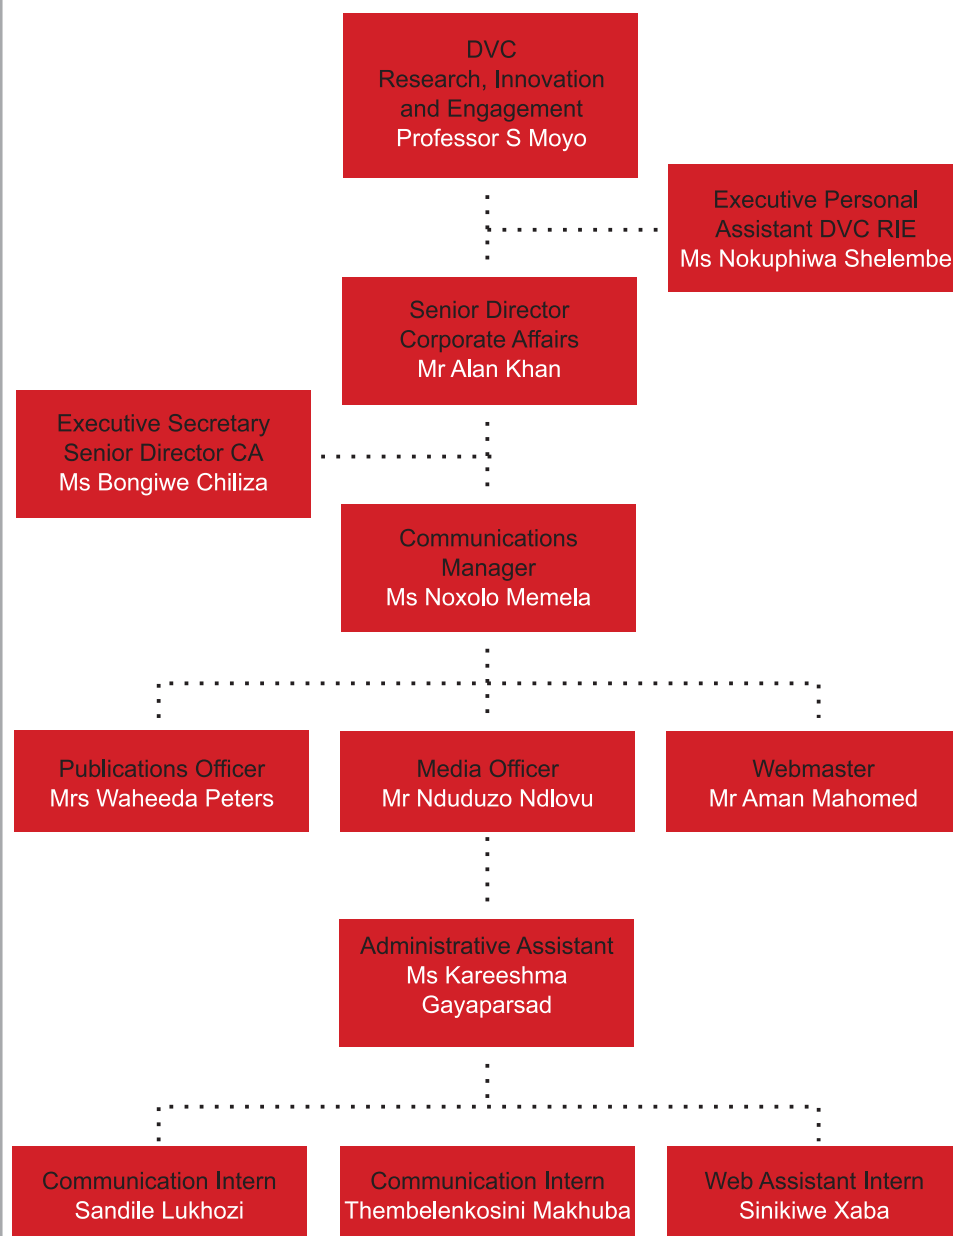 DVC
Research, Innovation
and Engagement
Professor S Moyo
Executive Personal
Assistant DVC RIE
Ms Nokuphiwa Shelembe
Senior Director
Corporate Affairs
Mr Alan Khan
Executive Secretary
Senior Director CA
Ms Bongiwe Chiliza
Communications
Manager
Ms Noxolo Memela
Publications Officer
Mrs Waheeda Peters
Media Officer
Mr Nduduzo Ndlovu
Webmaster
Mr Aman Mahomed
Administrative Assistant
Ms Kareeshma
Gayaparsad
Communication Intern
Sandile Lukhozi
Communication Intern
Thembelenkosini Makhuba
Web Assistant Intern
Sinikiwe Xaba